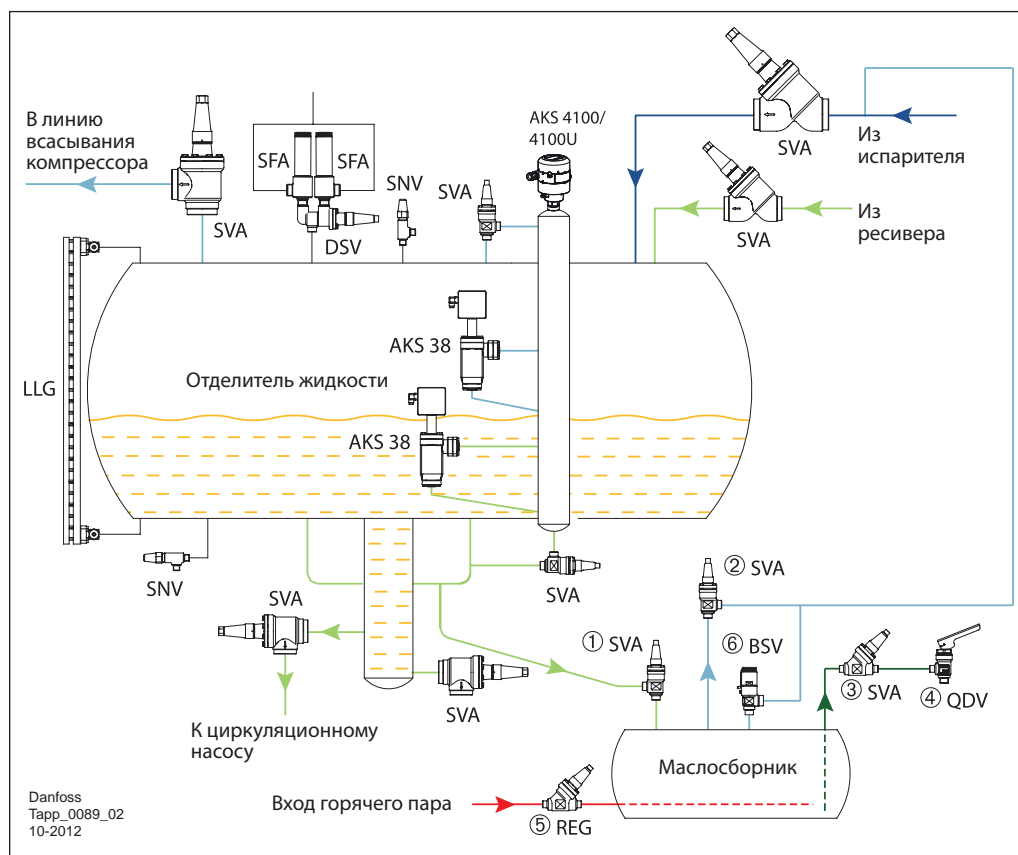 В линию
всасывания
компрессора
SVA
SFA
SFA
DSV
SNV
SVA
AKS 4100/
4100U
SVA
Из
испарителя
SVA
Из
ресивера
LLG
AKS 38
Отделитель жидкости
AKS 38
SNV
SVA
SVA
SVA
К циркуляционному
насосу
① SVA
② SVA
⑥ BSV
③ SVA
④ QDV
Маслосборник
Вход горячего пара
⑤ REG
Danfoss
Tapp_0089_02
10-2012